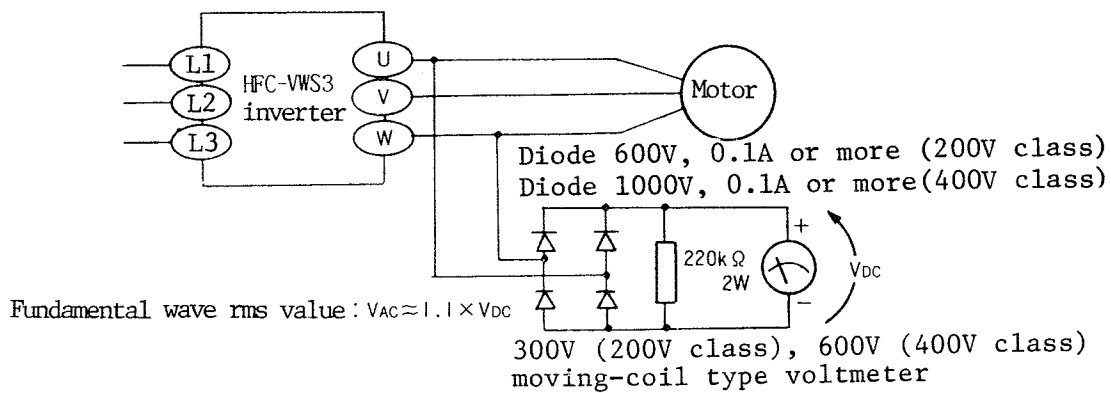 L1
L2
L3
HFC-VWS3
inverter
U
V
W
Motor
Diode 600V, 0.1A or more (200V class)
Diode 1000V, 0.1A or more(400V class)
220kΩ
2W
+
−
VDC
Fundamental wave rms value : VAC≈1.1×VDC
300V (200V class), 600V (400V class)
moving-coil type voltmeter